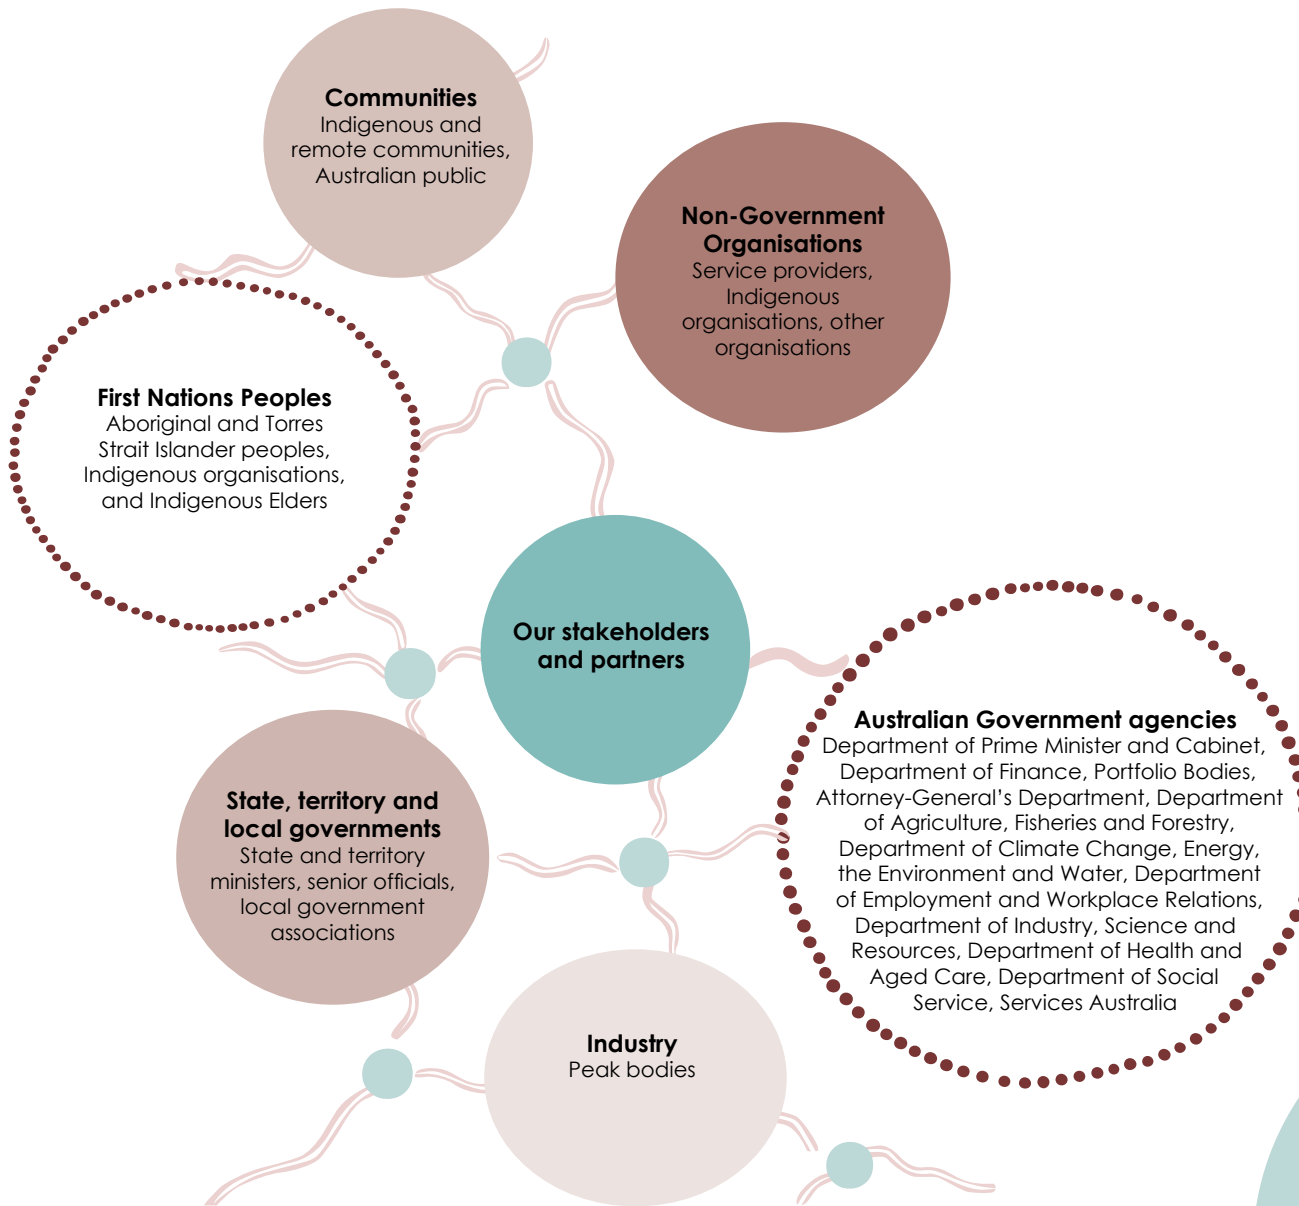 Communities
Indigenous and
remote communities,
Australian public
Non-Government
Organisations
Service providers,
Indigenous
organisations, other
organisations
First Nations Peoples
Aboriginal and Torres
Strait Islander peoples,
Indigenous organisations,
and Indigenous Elders
Our stakeholders
and partners
Australian Government agencies
Department of Prime Minister and Cabinet,
Department of Finance, Portfolio Bodies,
Attorney-General’s Department, Department
of Agriculture, Fisheries and Forestry,
Department of Climate Change, Energy,
the Environment and Water, Department
of Employment and Workplace Relations,
Department of Industry, Science and
Resources, Department of Health and
Aged Care, Department of Social
Service, Services Australia
State, territory and
local governments
State and territory
ministers, senior officials,
local government
associations
Industry
Peak bodies